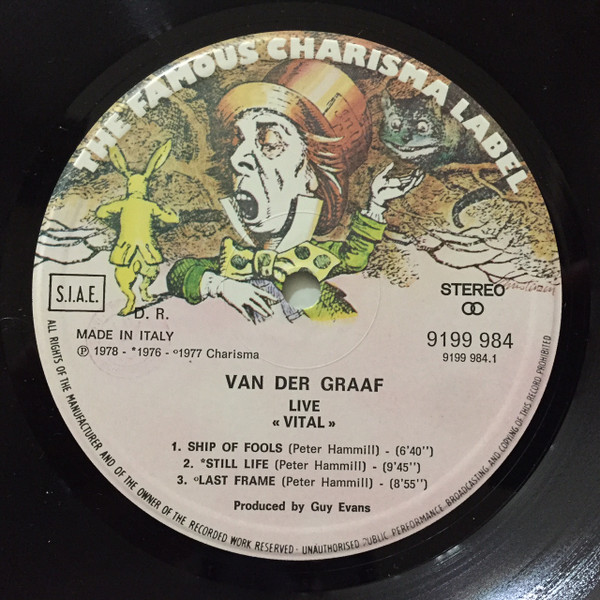 THE FAMOUS CHARISMA LABEL
S.I.A.E.
D. R.
STEREO
MADE IN ITALY
9199 984
℗ 1978 - *1976 - º1977 Charisma
9199 984.1
VAN DER GRAAF
LIVE
« VITAL »
1. SHIP OF FOOLS (Peter Hammill) - (6'40'')
2. *STILL LIFE (Peter Hammill) - (9'45'')
3. ºLAST FRAME (Peter Hammill) - (8'55'')
Produced by Guy Evans
ALL RIGHTS OF THE MANUFACTURER AND OF THE OWNER OF THE RECORDED WORK RESERVED · UNAUTHORISED PUBLIC PERFORMANCE BROADCASTING AND COPYING OF THIS RECORD PROHIBITED